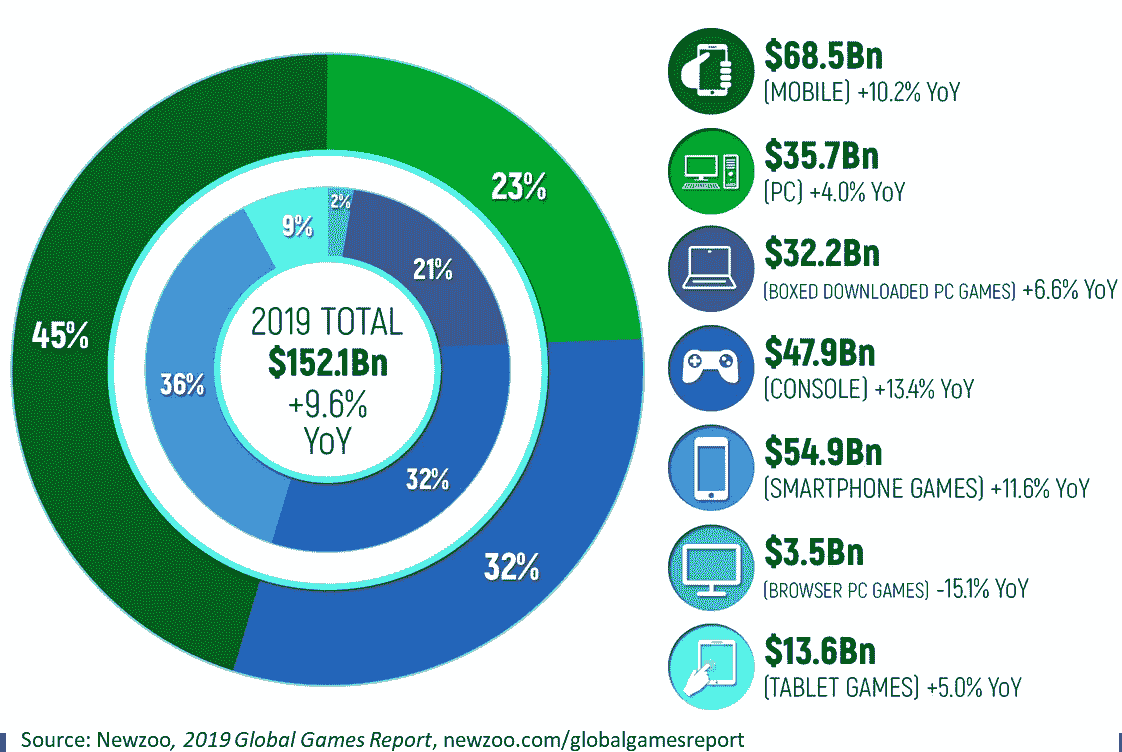 23%
45%
32%
2%
9%
21%
36%
32%
2019 TOTAL
$152.1Bn
+9.6%
YoY
$68.5Bn
(MOBILE) +10.2% YoY
$35.7Bn
(PC) +4.0% YoY
$32.2Bn
(BOXED DOWNLOADED PC GAMES) +6.6% YoY
$47.9Bn
(CONSOLE) +13.4% YoY
$54.9Bn
(SMARTPHONE GAMES) +11.6% YoY
$3.5Bn
(BROWSER PC GAMES) -15.1% YoY
$13.6Bn
(TABLET GAMES) +5.0% YoY
Source: Newzoo, 2019 Global Games Report, newzoo.com/globalgamesreport